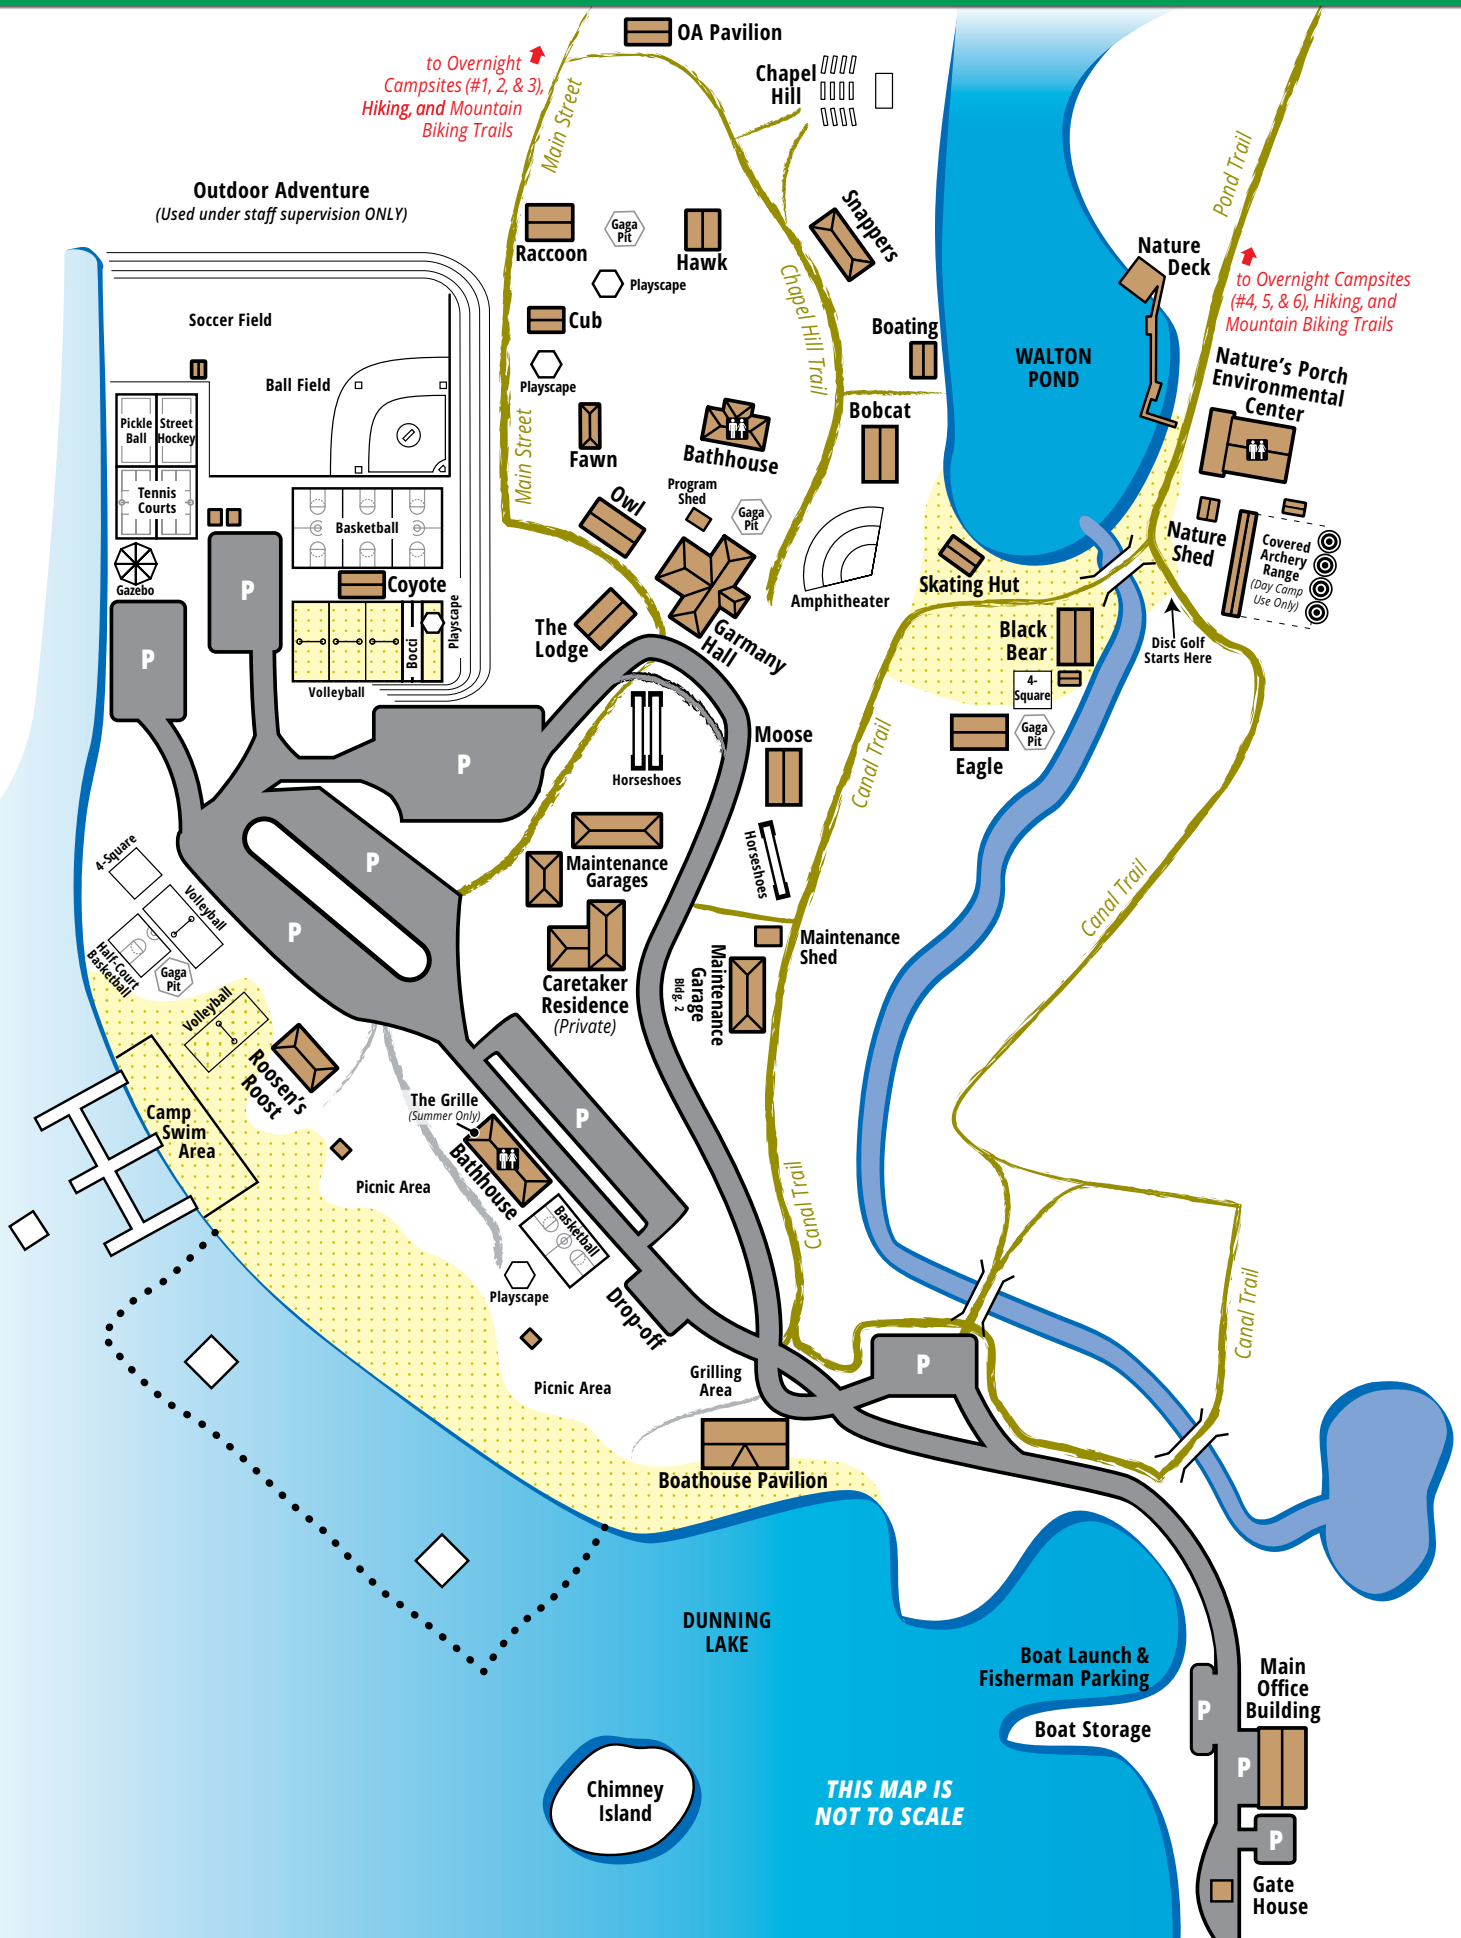 OA Pavilion
to Overnight
Campsites (#1, 2, & 3),
Hiking, and Mountain
Biking Trails
Chapel
Hill
Main Street
Pond Trail
Outdoor Adventure
(Used under staff supervision ONLY)
Raccoon
Gaga
Pit
Hawk
Snappers
Nature
Deck
Playscape
to Overnight Campsites
(#4, 5, & 6), Hiking, and
Mountain Biking Trails
Soccer Field
Cub
Chapel Hill Trail
Boating
WALTON
POND
Ball Field
Playscape
Nature's Porch
Environmental
Center
Pickle
Ball
Street
Hockey
Main Street
Fawn
Bathhouse
Bobcat
Tennis
Courts
Owl
Program
Shed
Gaga
Pit
Basketball
Nature
Shed
Covered
Archery
Range
(Day Camp
Use Only)
Gazebo
Coyote
Skating Hut
Amphitheater
P
Playscape
Bocci
The
Lodge
Garmany
Hall
Black
Bear
Disc Golf
Starts Here
P
Volleyball
4-
Square
Gaga
Pit
Moose
Eagle
P
Horseshoes
Canal Trail
4-Square
P
Maintenance
Garages
Horseshoes
Volleyball
P
Canal Trail
Half-Court
Basketball
Gaga
Pit
Maintenance
Shed
Caretaker
Residence
(Private)
Maintenance
Garage
Bldg. 2
Volleyball
Roosen's
Roost
Camp
Swim
Area
The Grille
(Summer Only)
P
Bathhouse
Picnic Area
Canal Trail
Basketball
Playscape
Drop-off
Canal Trail
Picnic Area
Grilling
Area
P
Boathouse Pavilion
DUNNING
LAKE
Boat Launch &
Fisherman Parking
Main
Office
Building
P
Boat Storage
P
Chimney
Island
THIS MAP IS
NOT TO SCALE
P
Gate
House